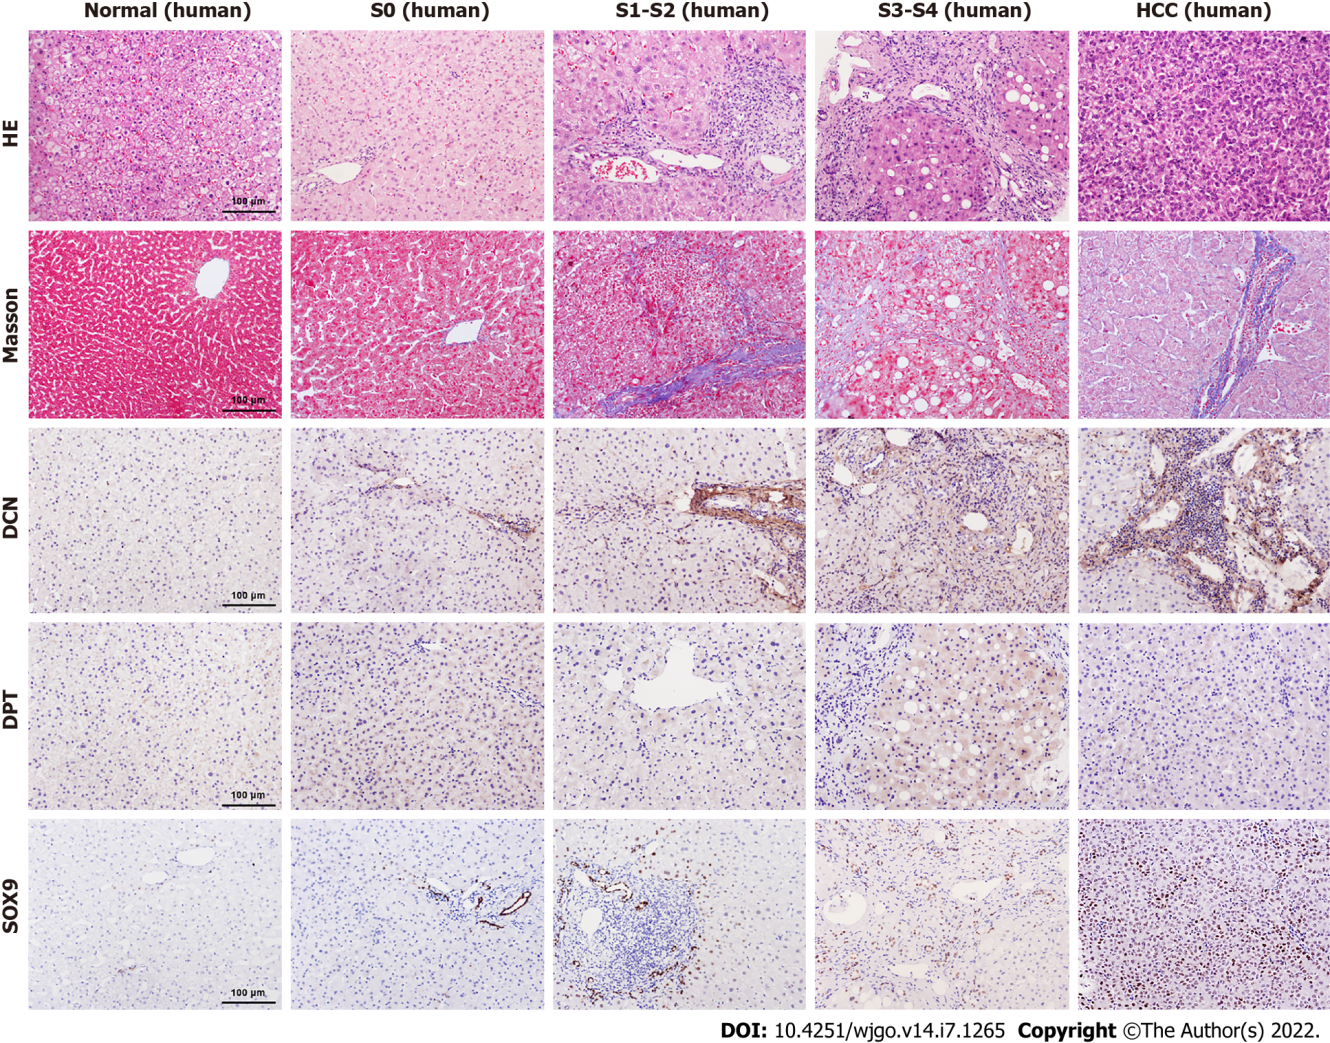 Normal (human) S0 (human) S1-S2 (human) S3-S4 (human) HCC (human)
HE
100 μm
Masson
100 μm
DCN
100 μm
DPT
100 μm
SOX9
100 μm
DOI: 10.4251/wjgo.v14.i7.1265 Copyright ©The Author(s) 2022.